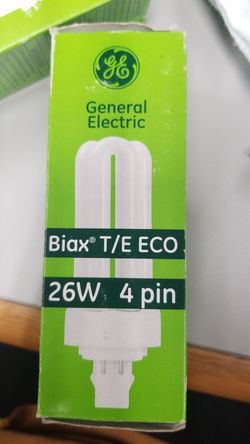 GE
General
Electric
Biax® T/E ECO
26W 4 pin